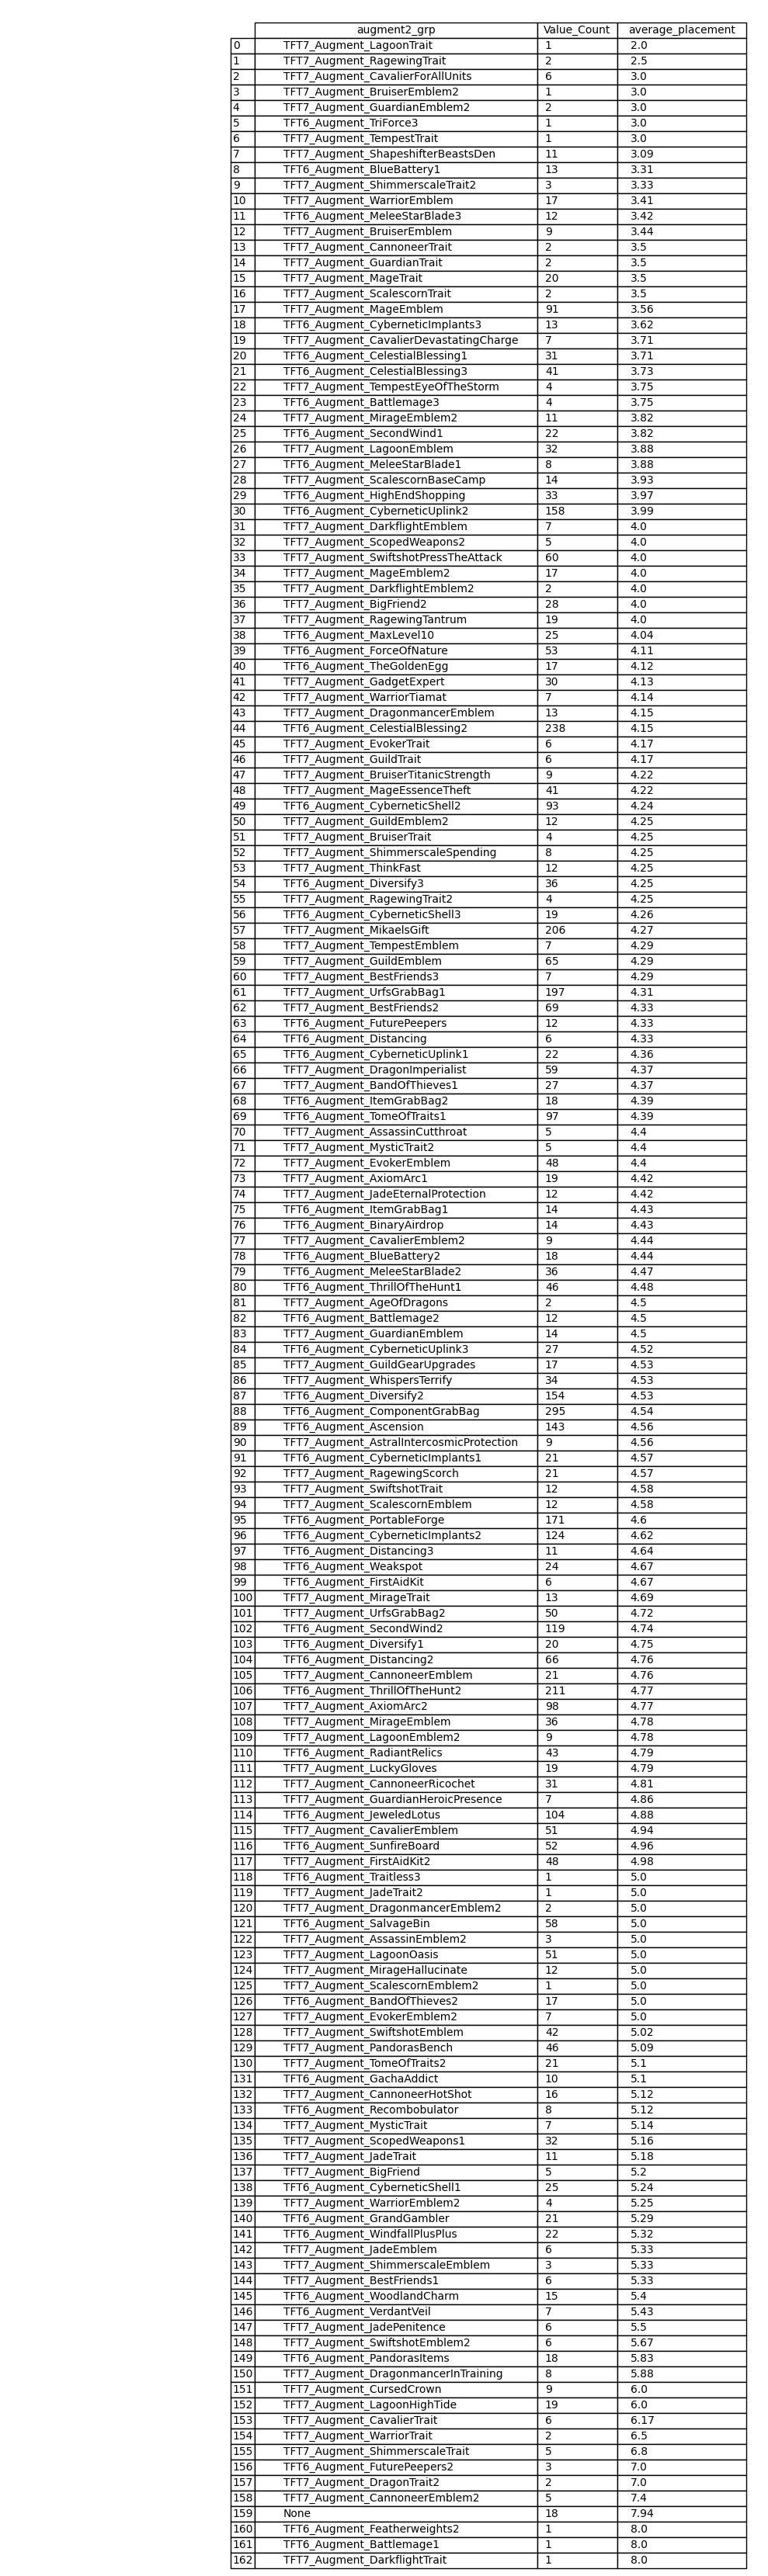 augment2_grp Value_Count average_placement
0 TFT7_Augment_LagoonTrait 1 2.0
1 TFT7_Augment_RagewingTrait 2 2.5
2 TFT7_Augment_CavalierForAllUnits 6 3.0
3 TFT7_Augment_BruiserEmblem2 1 3.0
4 TFT7_Augment_GuardianEmblem2 2 3.0
5 TFT6_Augment_TriForce3 1 3.0
6 TFT7_Augment_TempestTrait 1 3.0
7 TFT7_Augment_ShapeshifterBeastsDen 11 3.09
8 TFT6_Augment_BlueBattery1 13 3.31
9 TFT7_Augment_ShimmerscaleTrait2 3 3.33
10 TFT7_Augment_WarriorEmblem 17 3.41
11 TFT6_Augment_MeleeStarBlade3 12 3.42
12 TFT7_Augment_BruiserEmblem 9 3.44
13 TFT7_Augment_CannoneerTrait 2 3.5
14 TFT7_Augment_GuardianTrait 2 3.5
15 TFT7_Augment_MageTrait 20 3.5
16 TFT7_Augment_ScalescornTrait 2 3.5
17 TFT7_Augment_MageEmblem 91 3.56
18 TFT6_Augment_CyberneticImplants3 13 3.62
19 TFT7_Augment_CavalierDevastatingCharge 7 3.71
20 TFT6_Augment_CelestialBlessing1 31 3.71
21 TFT6_Augment_CelestialBlessing3 41 3.73
22 TFT7_Augment_TempestEyeOfTheStorm 4 3.75
23 TFT6_Augment_Battlemage3 4 3.75
24 TFT7_Augment_MirageEmblem2 11 3.82
25 TFT6_Augment_SecondWind1 22 3.82
26 TFT7_Augment_LagoonEmblem 32 3.88
27 TFT6_Augment_MeleeStarBlade1 8 3.88
28 TFT7_Augment_ScalescornBaseCamp 14 3.93
29 TFT6_Augment_HighEndShopping 33 3.97
30 TFT6_Augment_CyberneticUplink2 158 3.99
31 TFT7_Augment_DarkflightEmblem 7 4.0
32 TFT7_Augment_ScopedWeapons2 5 4.0
33 TFT7_Augment_SwiftshotPressTheAttack 60 4.0
34 TFT7_Augment_MageEmblem2 17 4.0
35 TFT7_Augment_DarkflightEmblem2 2 4.0
36 TFT7_Augment_BigFriend2 28 4.0
37 TFT7_Augment_RagewingTantrum 19 4.0
38 TFT6_Augment_MaxLevel10 25 4.04
39 TFT6_Augment_ForceOfNature 53 4.11
40 TFT6_Augment_TheGoldenEgg 17 4.12
41 TFT7_Augment_GadgetExpert 30 4.13
42 TFT7_Augment_WarriorTiamat 7 4.14
43 TFT7_Augment_DragonmancerEmblem 13 4.15
44 TFT6_Augment_CelestialBlessing2 238 4.15
45 TFT7_Augment_EvokerTrait 6 4.17
46 TFT7_Augment_GuildTrait 6 4.17
47 TFT7_Augment_BruiserTitanicStrength 9 4.22
48 TFT7_Augment_MageEssenceTheft 41 4.22
49 TFT6_Augment_CyberneticShell2 93 4.24
50 TFT7_Augment_GuildEmblem2 12 4.25
51 TFT7_Augment_BruiserTrait 4 4.25
52 TFT7_Augment_ShimmerscaleSpending 8 4.25
53 TFT7_Augment_ThinkFast 12 4.25
54 TFT6_Augment_Diversify3 36 4.25
55 TFT7_Augment_RagewingTrait2 4 4.25
56 TFT6_Augment_CyberneticShell3 19 4.26
57 TFT7_Augment_MikaelsGift 206 4.27
58 TFT7_Augment_TempestEmblem 7 4.29
59 TFT7_Augment_GuildEmblem 65 4.29
60 TFT7_Augment_BestFriends3 7 4.29
61 TFT7_Augment_UrfsGrabBag1 197 4.31
62 TFT7_Augment_BestFriends2 69 4.33
63 TFT6_Augment_FuturePeepers 12 4.33
64 TFT6_Augment_Distancing 6 4.33
65 TFT6_Augment_CyberneticUplink1 22 4.36
66 TFT7_Augment_DragonImperialist 59 4.37
67 TFT7_Augment_BandOfThieves1 27 4.37
68 TFT6_Augment_ItemGrabBag2 18 4.39
69 TFT6_Augment_TomeOfTraits1 97 4.39
70 TFT7_Augment_AssassinCutthroat 5 4.4
71 TFT7_Augment_MysticTrait2 5 4.4
72 TFT7_Augment_EvokerEmblem 48 4.4
73 TFT7_Augment_AxiomArc1 19 4.42
74 TFT7_Augment_JadeEternalProtection 12 4.42
75 TFT6_Augment_ItemGrabBag1 14 4.43
76 TFT6_Augment_BinaryAirdrop 14 4.43
77 TFT7_Augment_CavalierEmblem2 9 4.44
78 TFT6_Augment_BlueBattery2 18 4.44
79 TFT6_Augment_MeleeStarBlade2 36 4.47
80 TFT6_Augment_ThrillOfTheHunt1 46 4.48
81 TFT7_Augment_AgeOfDragons 2 4.5
82 TFT6_Augment_Battlemage2 12 4.5
83 TFT7_Augment_GuardianEmblem 14 4.5
84 TFT6_Augment_CyberneticUplink3 27 4.52
85 TFT7_Augment_GuildGearUpgrades 17 4.53
86 TFT7_Augment_WhispersTerrify 34 4.53
87 TFT6_Augment_Diversify2 154 4.53
88 TFT6_Augment_ComponentGrabBag 295 4.54
89 TFT6_Augment_Ascension 143 4.56
90 TFT7_Augment_AstralIntercosmicProtection 9 4.56
91 TFT6_Augment_CyberneticImplants1 21 4.57
92 TFT7_Augment_RagewingScorch 21 4.57
93 TFT7_Augment_SwiftshotTrait 12 4.58
94 TFT7_Augment_ScalescornEmblem 12 4.58
95 TFT6_Augment_PortableForge 171 4.6
96 TFT6_Augment_CyberneticImplants2 124 4.62
97 TFT6_Augment_Distancing3 11 4.64
98 TFT6_Augment_Weakspot 24 4.67
99 TFT6_Augment_FirstAidKit 6 4.67
100 TFT7_Augment_MirageTrait 13 4.69
101 TFT7_Augment_UrfsGrabBag2 50 4.72
102 TFT6_Augment_SecondWind2 119 4.74
103 TFT6_Augment_Diversify1 20 4.75
104 TFT6_Augment_Distancing2 66 4.76
105 TFT7_Augment_CannoneerEmblem 21 4.76
106 TFT6_Augment_ThrillOfTheHunt2 211 4.77
107 TFT7_Augment_AxiomArc2 98 4.77
108 TFT7_Augment_MirageEmblem 36 4.78
109 TFT7_Augment_LagoonEmblem2 9 4.78
110 TFT6_Augment_RadiantRelics 43 4.79
111 TFT7_Augment_LuckyGloves 19 4.79
112 TFT7_Augment_CannoneerRicochet 31 4.81
113 TFT7_Augment_GuardianHeroicPresence 7 4.86
114 TFT6_Augment_JeweledLotus 104 4.88
115 TFT7_Augment_CavalierEmblem 51 4.94
116 TFT6_Augment_SunfireBoard 52 4.96
117 TFT7_Augment_FirstAidKit2 48 4.98
118 TFT6_Augment_Traitless3 1 5.0
119 TFT7_Augment_JadeTrait2 1 5.0
120 TFT7_Augment_DragonmancerEmblem2 2 5.0
121 TFT6_Augment_SalvageBin 58 5.0
122 TFT7_Augment_AssassinEmblem2 3 5.0
123 TFT7_Augment_LagoonOasis 51 5.0
124 TFT7_Augment_MirageHallucinate 12 5.0
125 TFT7_Augment_ScalescornEmblem2 1 5.0
126 TFT6_Augment_BandOfThieves2 17 5.0
127 TFT7_Augment_EvokerEmblem2 7 5.0
128 TFT7_Augment_SwiftshotEmblem 42 5.02
129 TFT7_Augment_PandorasBench 46 5.09
130 TFT7_Augment_TomeOfTraits2 21 5.1
131 TFT6_Augment_GachaAddict 10 5.1
132 TFT7_Augment_CannoneerHotShot 16 5.12
133 TFT6_Augment_Recombobulator 8 5.12
134 TFT7_Augment_MysticTrait 7 5.14
135 TFT7_Augment_ScopedWeapons1 32 5.16
136 TFT7_Augment_JadeTrait 11 5.18
137 TFT7_Augment_BigFriend 5 5.2
138 TFT6_Augment_CyberneticShell1 25 5.24
139 TFT7_Augment_WarriorEmblem2 4 5.25
140 TFT6_Augment_GrandGambler 21 5.29
141 TFT6_Augment_WindfallPlusPlus 22 5.32
142 TFT7_Augment_JadeEmblem 6 5.33
143 TFT7_Augment_ShimmerscaleEmblem 3 5.33
144 TFT7_Augment_BestFriends1 6 5.33
145 TFT6_Augment_WoodlandCharm 15 5.4
146 TFT6_Augment_VerdantVeil 7 5.43
147 TFT7_Augment_JadePenitence 6 5.5
148 TFT7_Augment_SwiftshotEmblem2 6 5.67
149 TFT6_Augment_PandorasItems 18 5.83
150 TFT7_Augment_DragonmancerInTraining 8 5.88
151 TFT7_Augment_CursedCrown 9 6.0
152 TFT7_Augment_LagoonHighTide 19 6.0
153 TFT7_Augment_CavalierTrait 6 6.17
154 TFT7_Augment_WarriorTrait 2 6.5
155 TFT7_Augment_ShimmerscaleTrait 5 6.8
156 TFT6_Augment_FuturePeepers2 3 7.0
157 TFT7_Augment_DragonTrait2 2 7.0
158 TFT7_Augment_CannoneerEmblem2 5 7.4
159 None 18 7.94
160 TFT6_Augment_Featherweights2 1 8.0
161 TFT6_Augment_Battlemage1 1 8.0
162 TFT7_Augment_DarkflightTrait 1 8.0